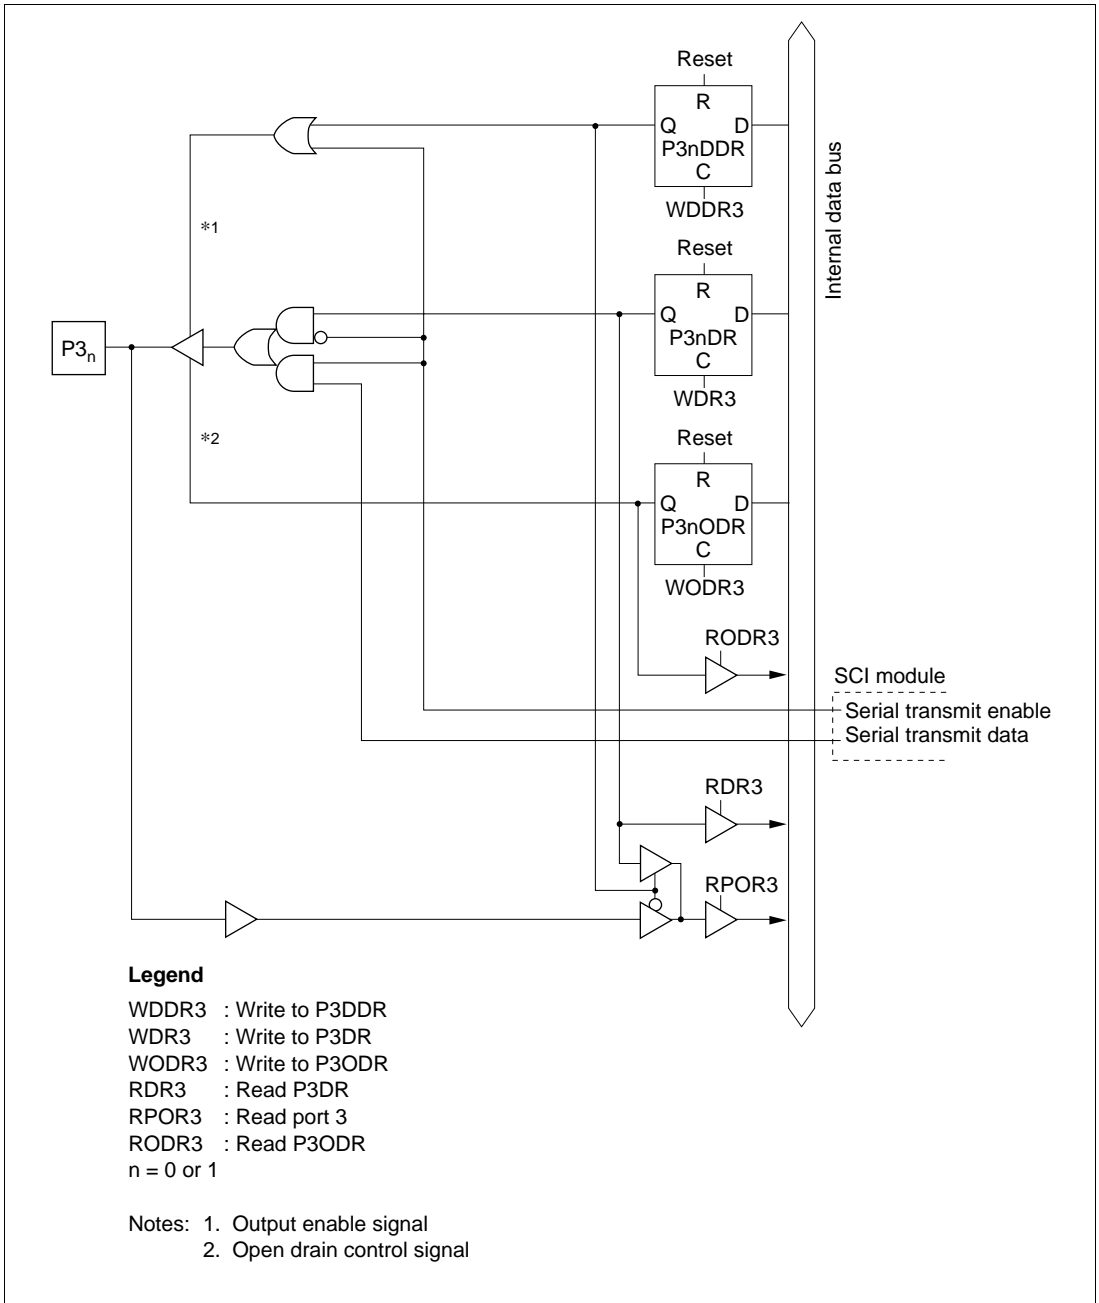 Reset
R
Q D
P3nDDR
C
WDDR3
Internal data bus
*1
Reset
R
Q D
P3nDR
C
WDR3
P3n
*2
Reset
R
Q D
P3nODR
C
WODR3
RODR3
SCI module
Serial transmit enable
Serial transmit data
RDR3
RPOR3
Legend
WDDR3 : Write to P3DDR
WDR3 : Write to P3DR
WODR3 : Write to P3ODR
RDR3 : Read P3DR
RPOR3 : Read port 3
RODR3 : Read P3ODR
n = 0 or 1
Notes: 1. Output enable signal
2. Open drain control signal